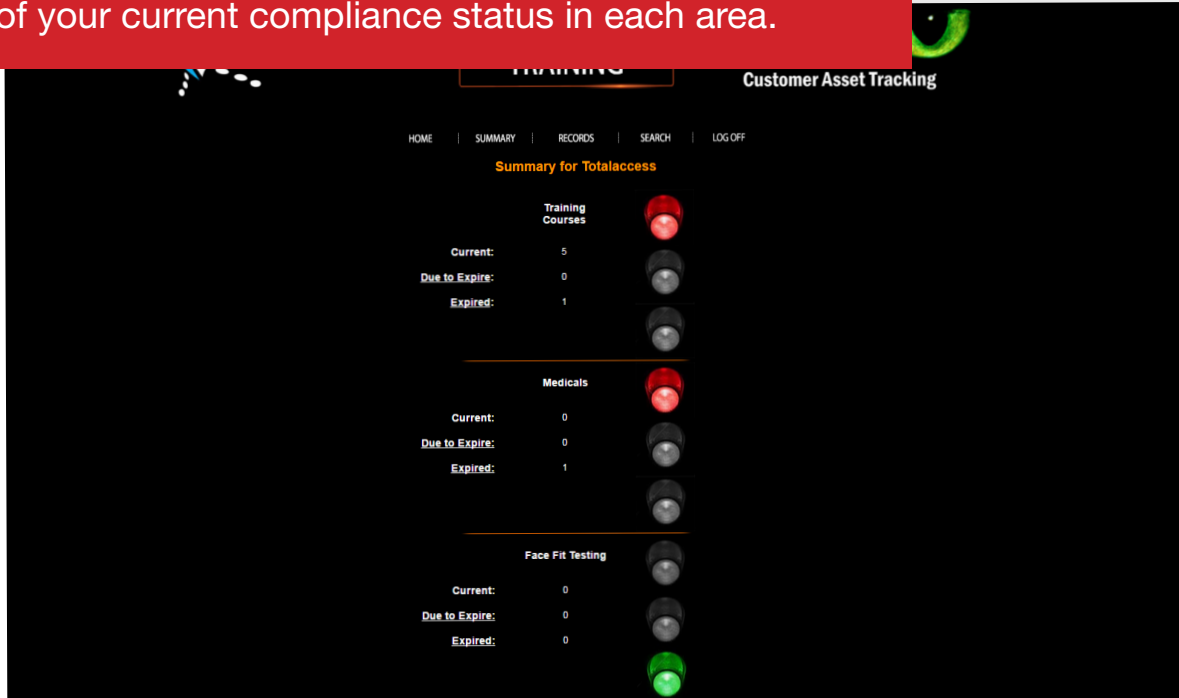 of your current compliance status in each area.
TRAINING
Customer Asset Tracking
HOME | SUMMARY | RECORDS | SEARCH | LOG OFF
Summary for Totalaccess
Training
Courses
Current: 5
Due to Expire: 0
Expired: 1
Medicals
Current: 0
Due to Expire: 0
Expired: 1
Face Fit Testing
Current: 0
Due to Expire: 0
Expired: 0